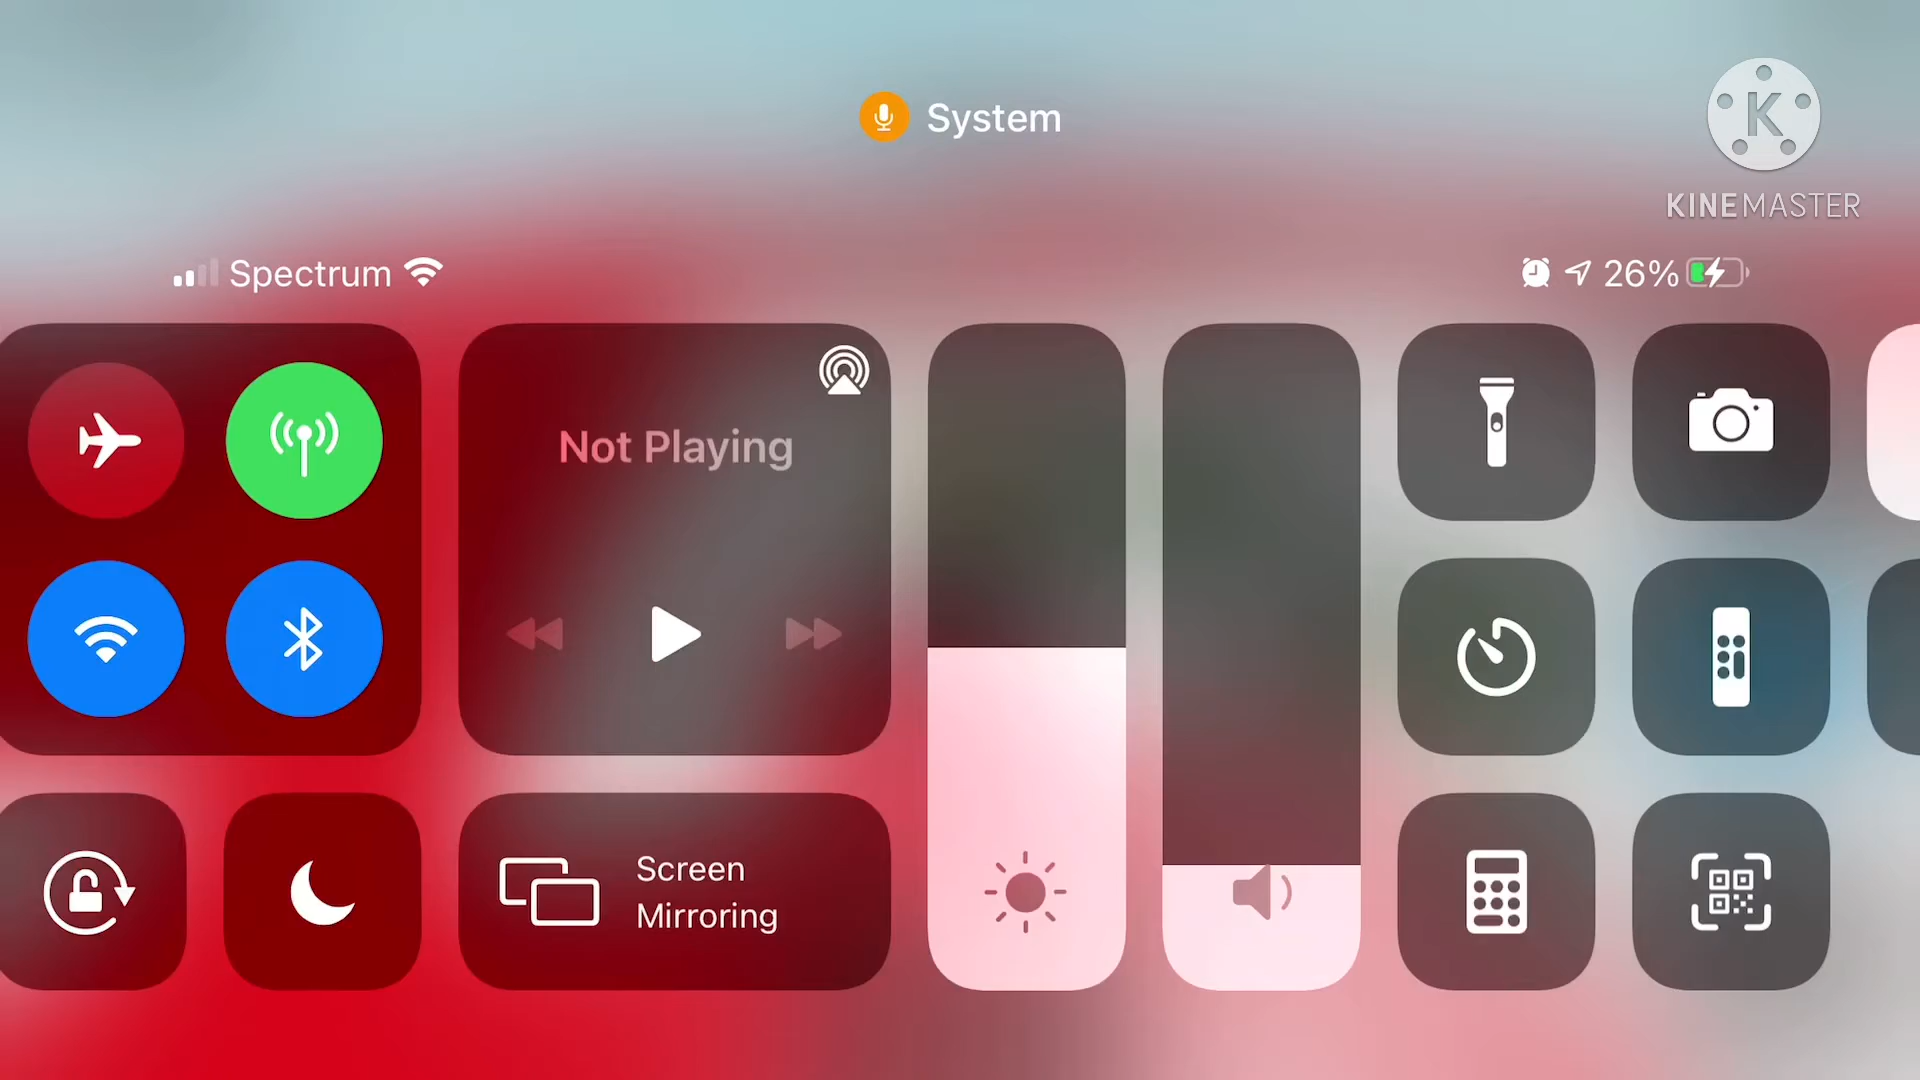 System
K
KINEMASTER
Spectrum
26%
Not Playing
Screen
Mirroring